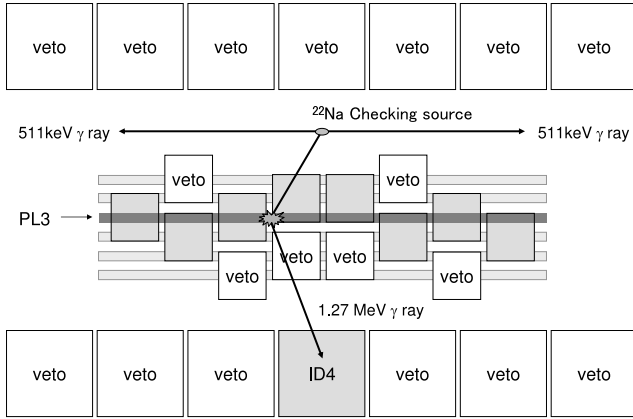 veto veto veto veto veto veto veto
²²Na Checking source
511keV γ ray 511keV γ ray
veto veto
PL3
veto veto
veto veto
1.27 MeV γ ray
veto veto veto ID4 veto veto veto